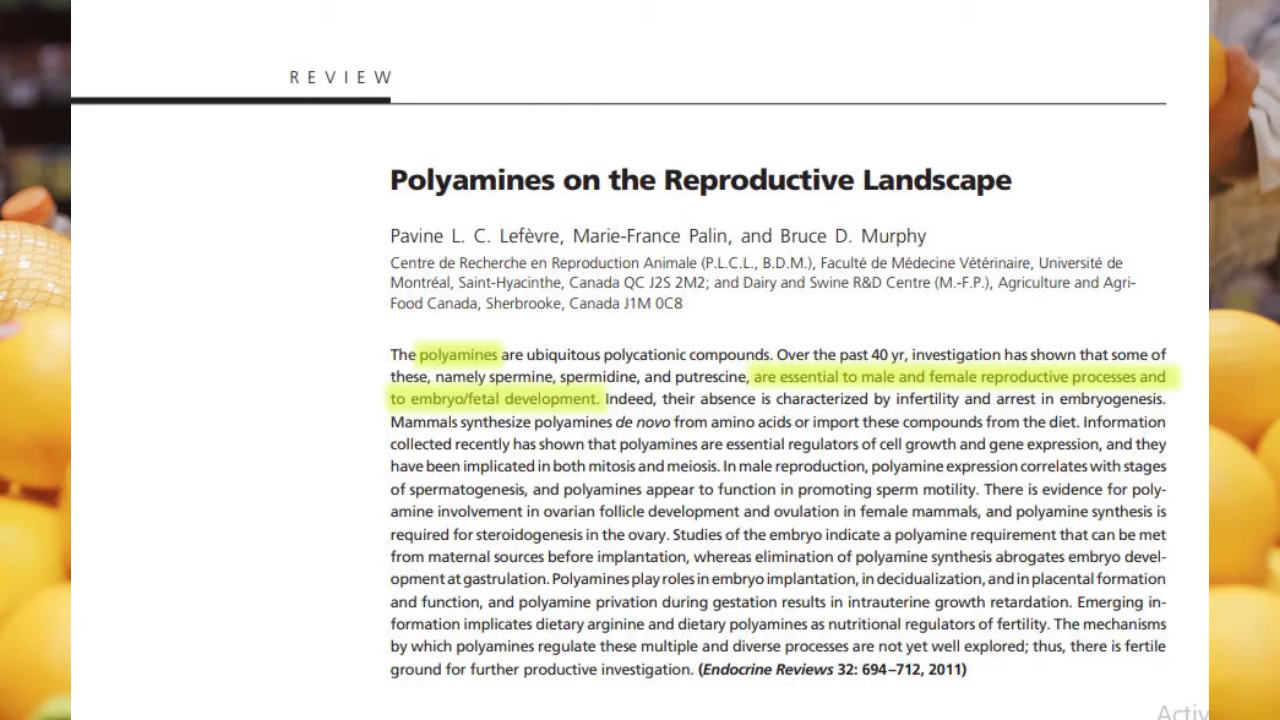 REVIEW
Polyamines on the Reproductive Landscape
Pavine L. C. Lefèvre, Marie-France Palin, and Bruce D. Murphy
Centre de Recherche en Reproduction Animale (P.L.C.L., B.D.M.), Faculté de Médecine Vétérinaire, Université de
Montréal, Saint-Hyacinthe, Canada QC J2S 2M2; and Dairy and Swine R&D Centre (M.-F.P.), Agriculture and Agri-
Food Canada, Sherbrooke, Canada J1M 0C8
The polyamines are ubiquitous polycationic compounds. Over the past 40 yr, investigation has shown that some of
these, namely spermine, spermidine, and putrescine, are essential to male and female reproductive processes and
to embryo/fetal development. Indeed, their absence is characterized by infertility and arrest in embryogenesis.
Mammals synthesize polyamines de novo from amino acids or import these compounds from the diet. Information
collected recently has shown that polyamines are essential regulators of cell growth and gene expression, and they
have been implicated in both mitosis and meiosis. In male reproduction, polyamine expression correlates with stages
of spermatogenesis, and polyamines appear to function in promoting sperm motility. There is evidence for poly-
amine involvement in ovarian follicle development and ovulation in female mammals, and polyamine synthesis is
required for steroidogenesis in the ovary. Studies of the embryo indicate a polyamine requirement that can be met
from maternal sources before implantation, whereas elimination of polyamine synthesis abrogates embryo devel-
opment at gastrulation. Polyamines play roles in embryo implantation, in decidualization, and in placental formation
and function, and polyamine privation during gestation results in intrauterine growth retardation. Emerging in-
formation implicates dietary arginine and dietary polyamines as nutritional regulators of fertility. The mechanisms
by which polyamines regulate these multiple and diverse processes are not yet well explored; thus, there is fertile
ground for further productive investigation. (Endocrine Reviews 32: 694–712, 2011)
Activ